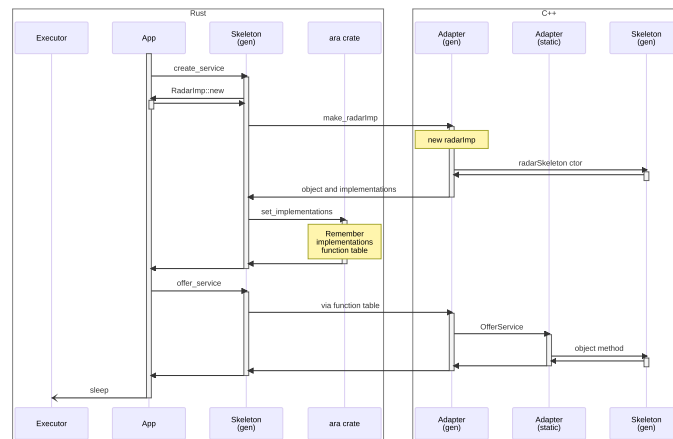 Rust
C++
Executor
App
Skeleton
(gen)
ara crate
Adapter
(gen)
Adapter
(static)
Skeleton
(gen)
create_service
RadarImp::new
make_radarImp
new radarImp
radarSkeleton ctor
object and implementations
set_implementations
Remember
implementations
function table
offer_service
via function table
OfferService
object method
sleep
Executor
App
Skeleton
(gen)
ara crate
Adapter
(gen)
Adapter
(static)
Skeleton
(gen)